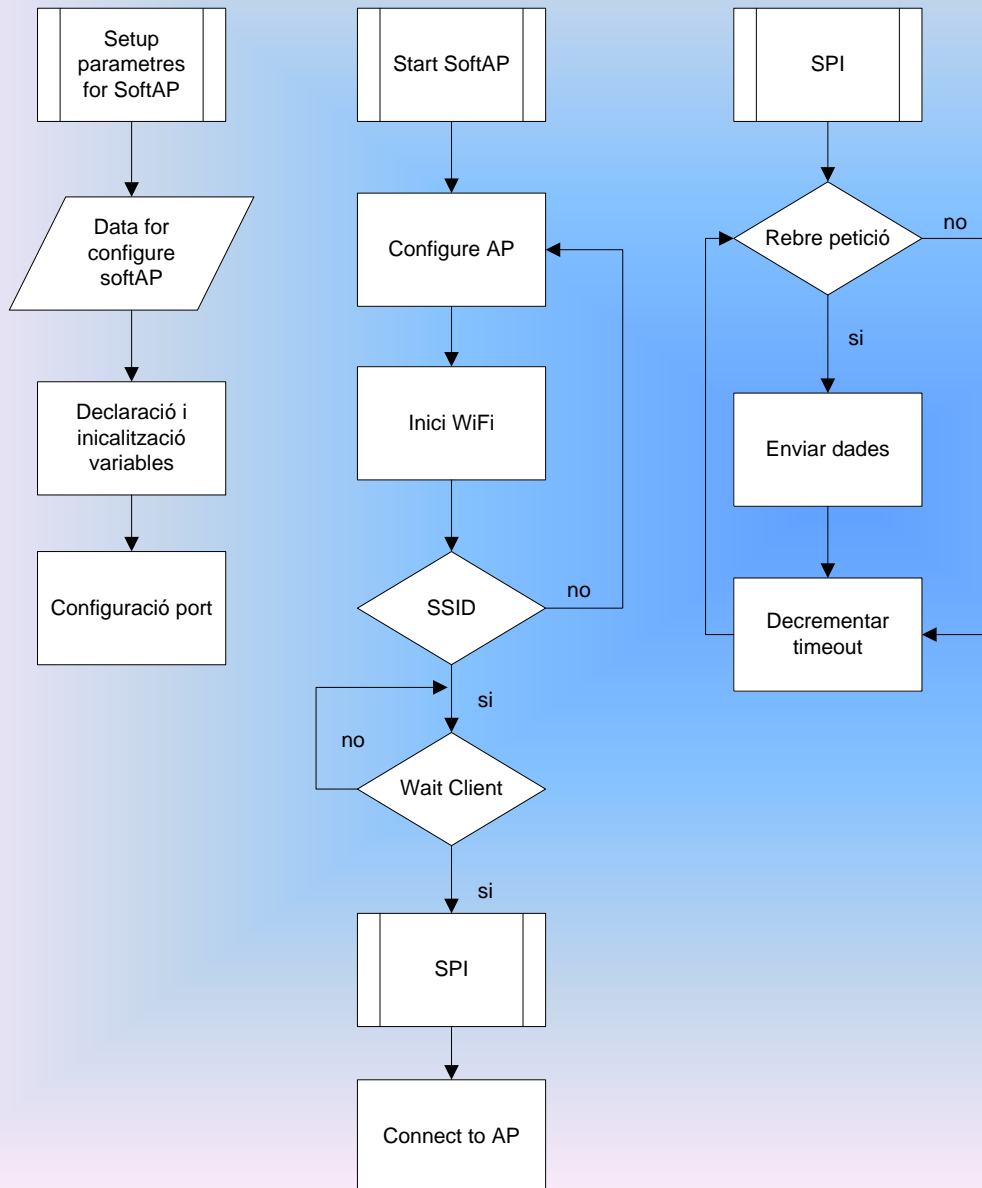 Setup
parametres
for SoftAP
Data for
configure
softAP
Declaració i
inicalització
variables
Configuració port
Start SoftAP
Configure AP
Inici WiFi
SSID
no
si
Wait Client
no
si
SPI
Connect to AP
SPI
Rebre petició
no
si
Enviar dades
Decrementar
timeout